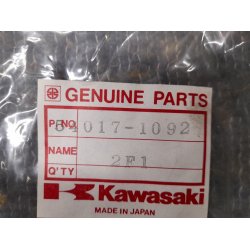 GENUINE PARTS
P/NO. 54017-1092
NAME 2F1
Q'TY
Kawasaki
MADE IN JAPAN